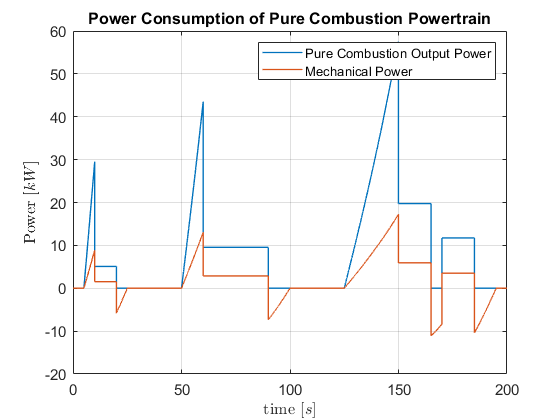 Power Consumption of Pure Combustion Powertrain
Pure Combustion Output Power
Mechanical Power
Power [kW]
60
50
40
30
20
10
0
-10
-20
0
50
100
150
200
time [s]